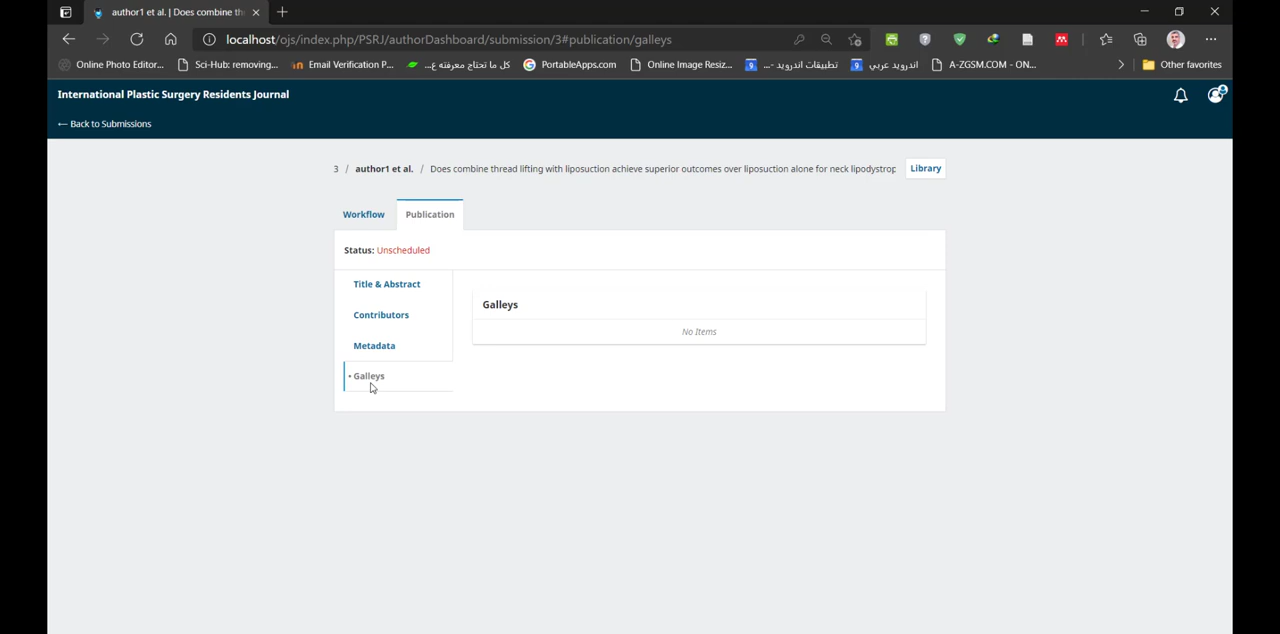 author1 et al. | Does combine th
localhost/ojs/index.php/PSRJ/authorDashboard/submission/3#publication/galleys
Online Photo Editor... Sci-Hub: removing... Email Verification P... كل ما تحتاج معرفته ع... PortableApps.com Online Image Resiz... تطبيقات اندرويد -... اندرويد عربي A-ZGSM.COM - ON... Other favorites
International Plastic Surgery Residents Journal
← Back to Submissions
3 / author1 et al. / Does combine thread lifting with liposuction achieve superior outcomes over liposuction alone for neck lipodystrop
Library
Workflow Publication
Status: Unscheduled
Title & Abstract
Contributors
Metadata
• Galleys
Galleys
No Items